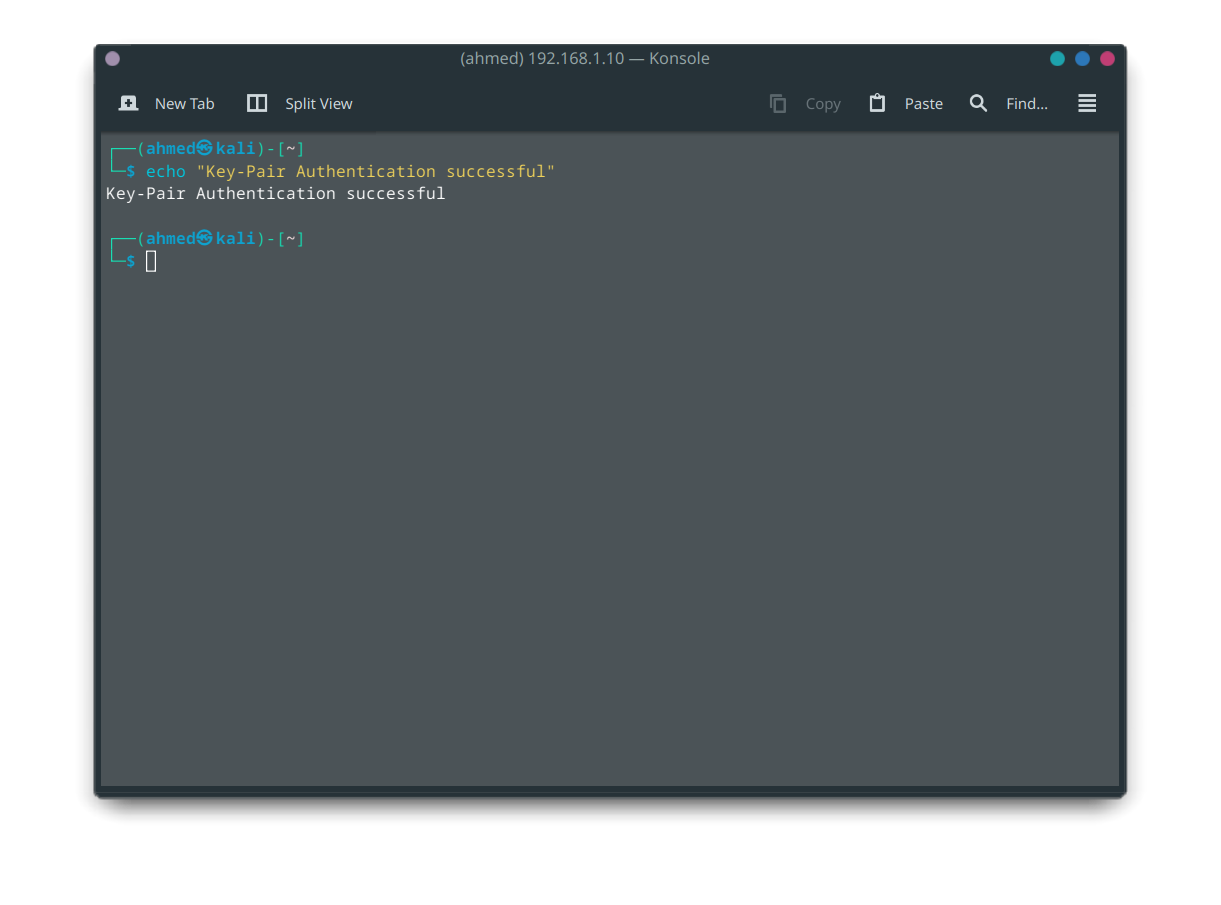 (ahmed) 192.168.1.10 — Konsole
New Tab Split View Copy Paste Find...
┌──(ahmed㉿kali)-[~]
└─$ echo "Key-Pair Authentication successful"
Key-Pair Authentication successful
┌──(ahmed㉿kali)-[~]
└─$